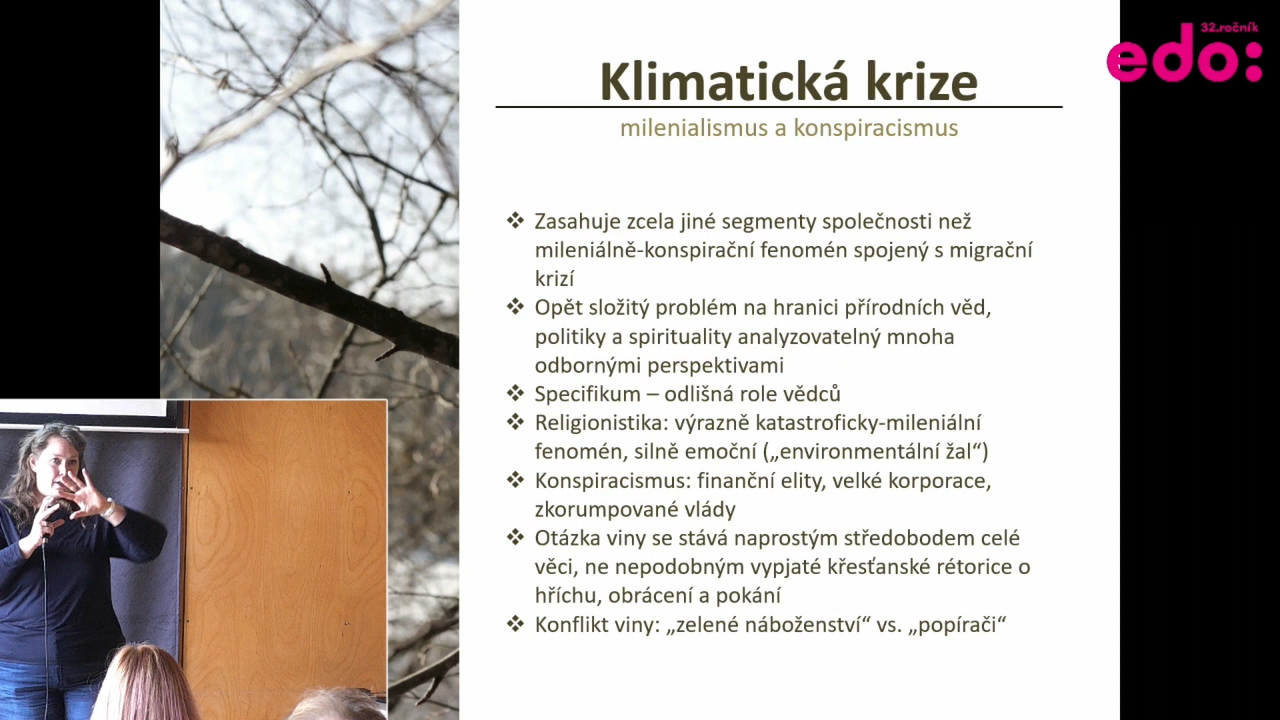 32.ročník
edo:
Klimatická krize
milenialismus a konspiracismus
❖ Zasahuje zcela jiné segmenty společnosti než
mileniálně-konspirační fenomén spojený s migrační
krizí
❖ Opět složitý problém na hranici přírodních věd,
politiky a spirituality analyzovatelný mnoha
odbornými perspektivami
❖ Specifikum – odlišná role vědců
❖ Religionistika: výrazně katastroficky-mileniální
fenomén, silně emoční („environmentální žal“)
❖ Konspiracismus: finanční elity, velké korporace,
zkorumpované vlády
❖ Otázka viny se stává naprostým středobodem celé
věci, ne nepodobným vypjaté křesťanské rétorice o
hříchu, obrácení a pokání
❖ Konflikt viny: „zelené náboženství“ vs. „popírači“